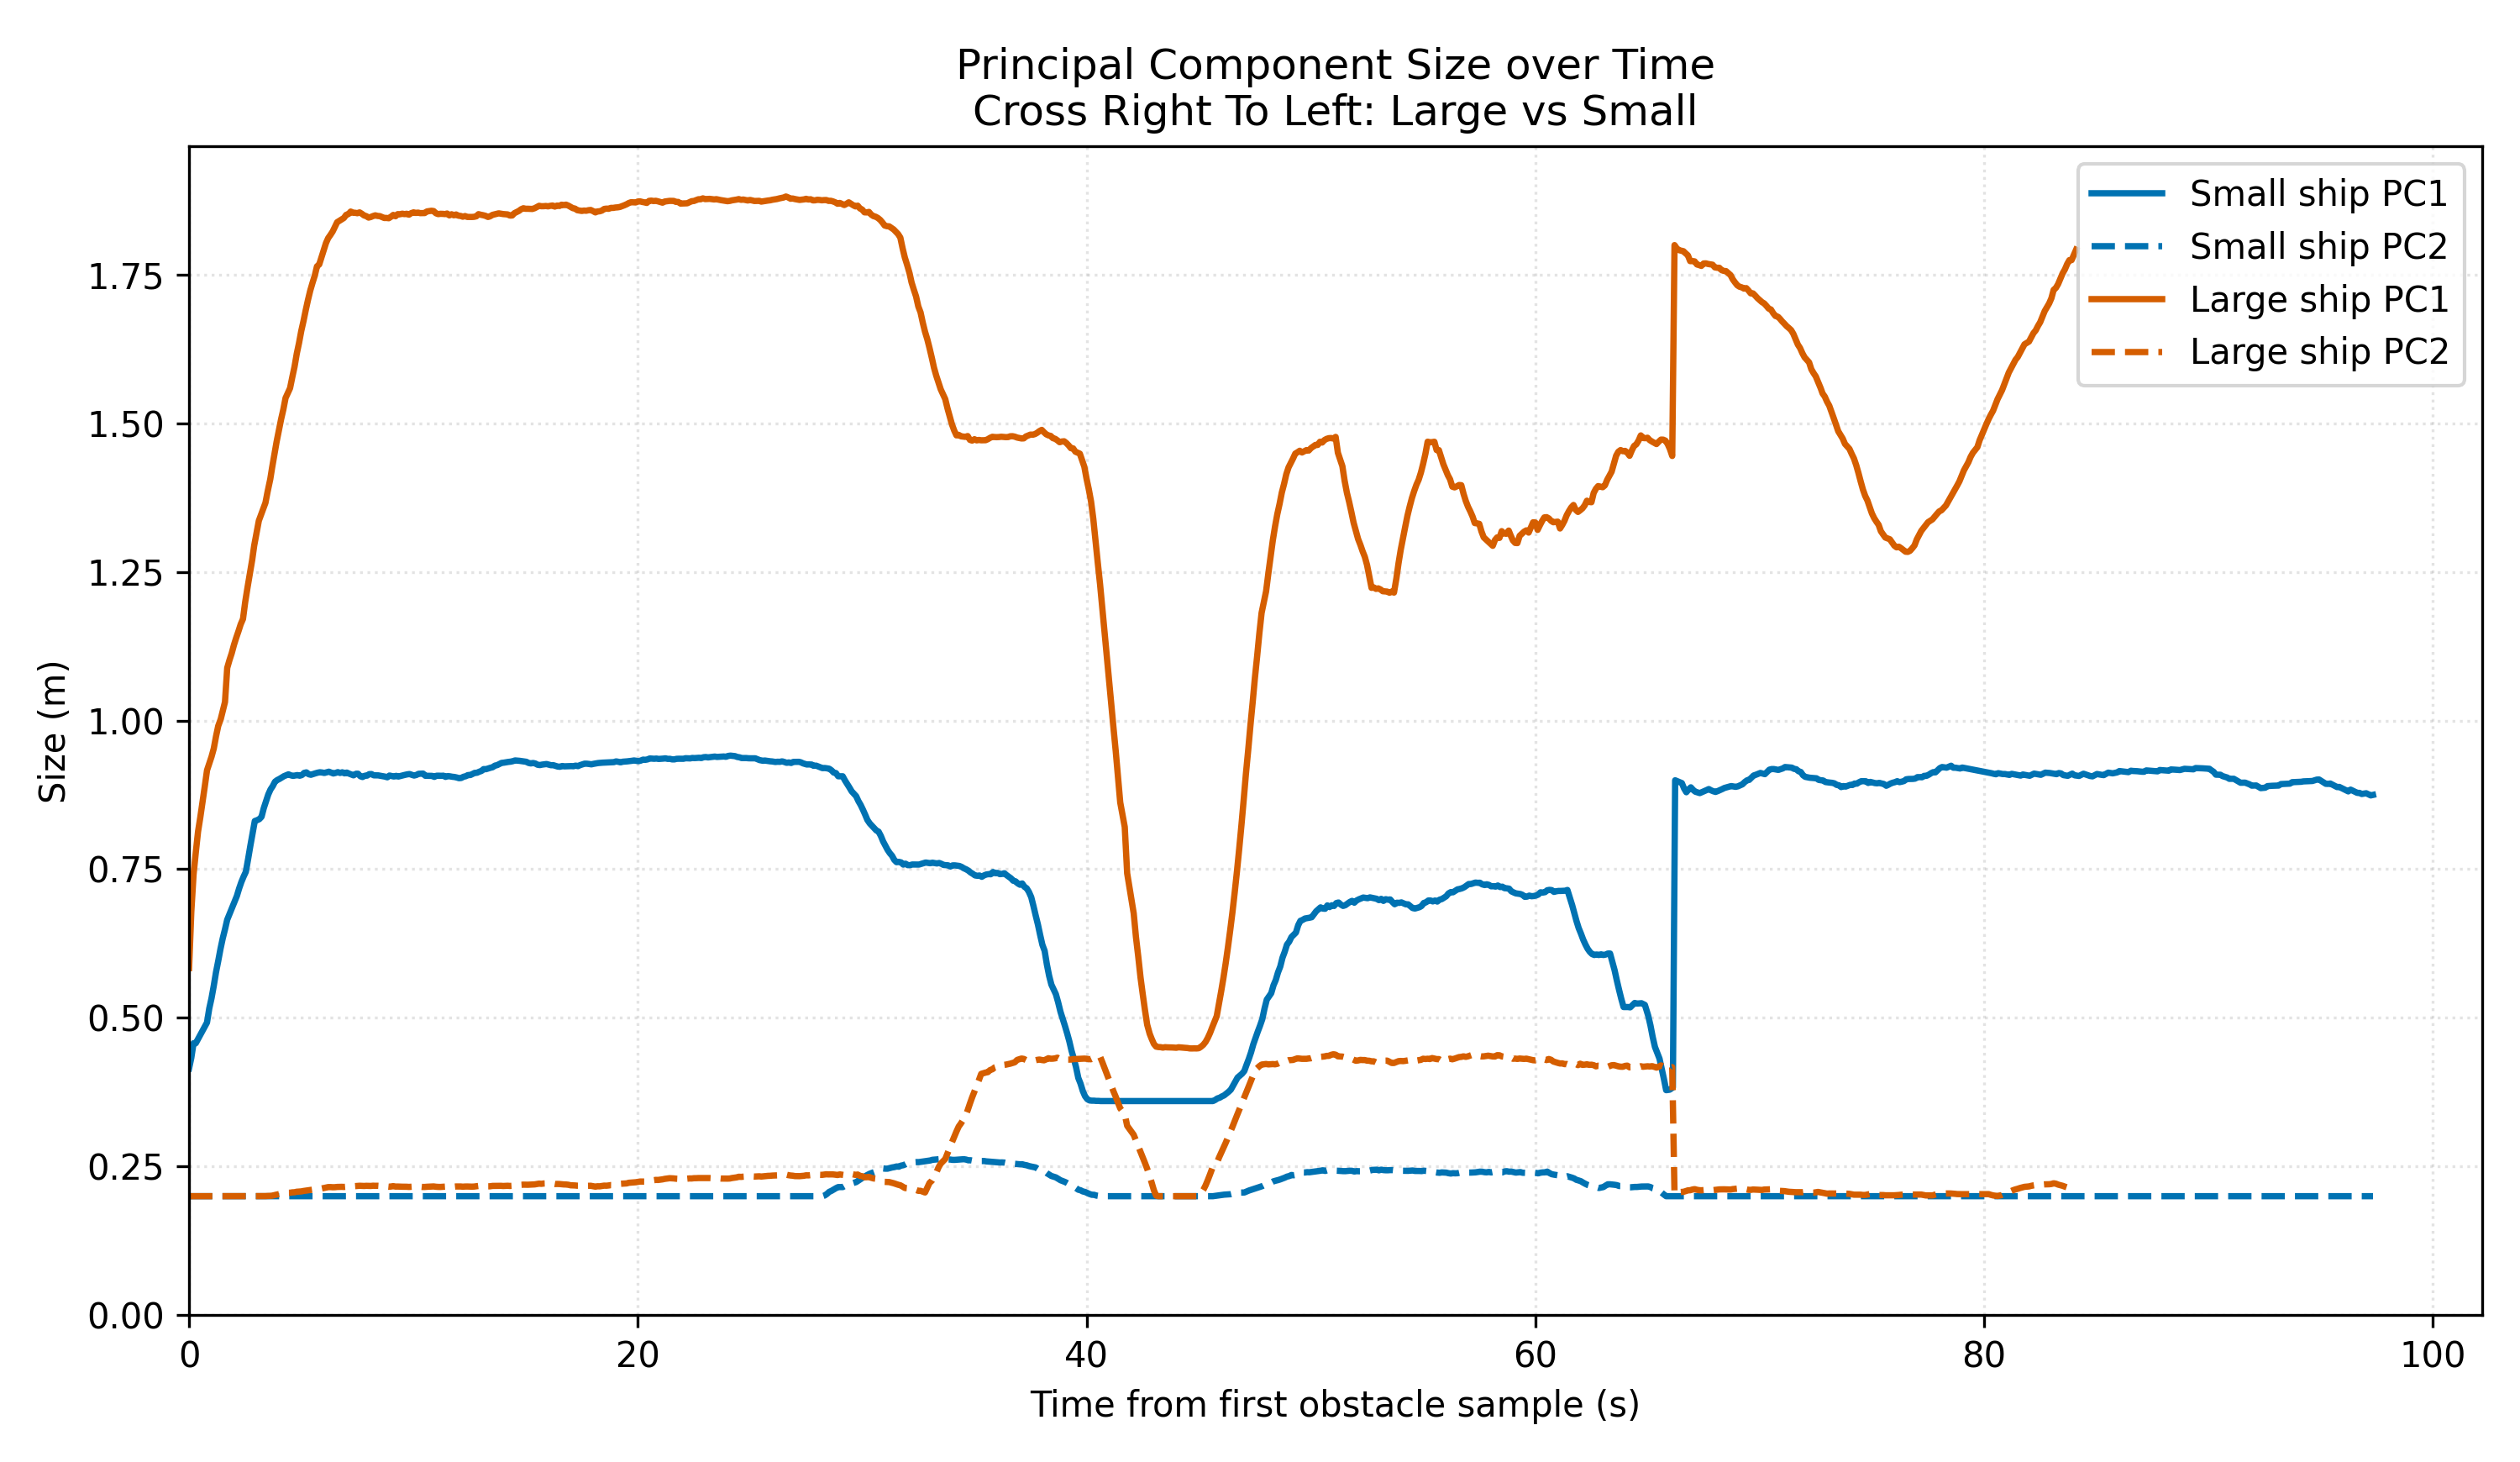 Principal Component Size over Time
Cross Right To Left: Large vs Small
Small ship PC1
Small ship PC2
Large ship PC1
Large ship PC2
Size (m)
1.75
1.50
1.25
1.00
0.75
0.50
0.25
0.00
0 20 40 60 80 100
Time from first obstacle sample (s)